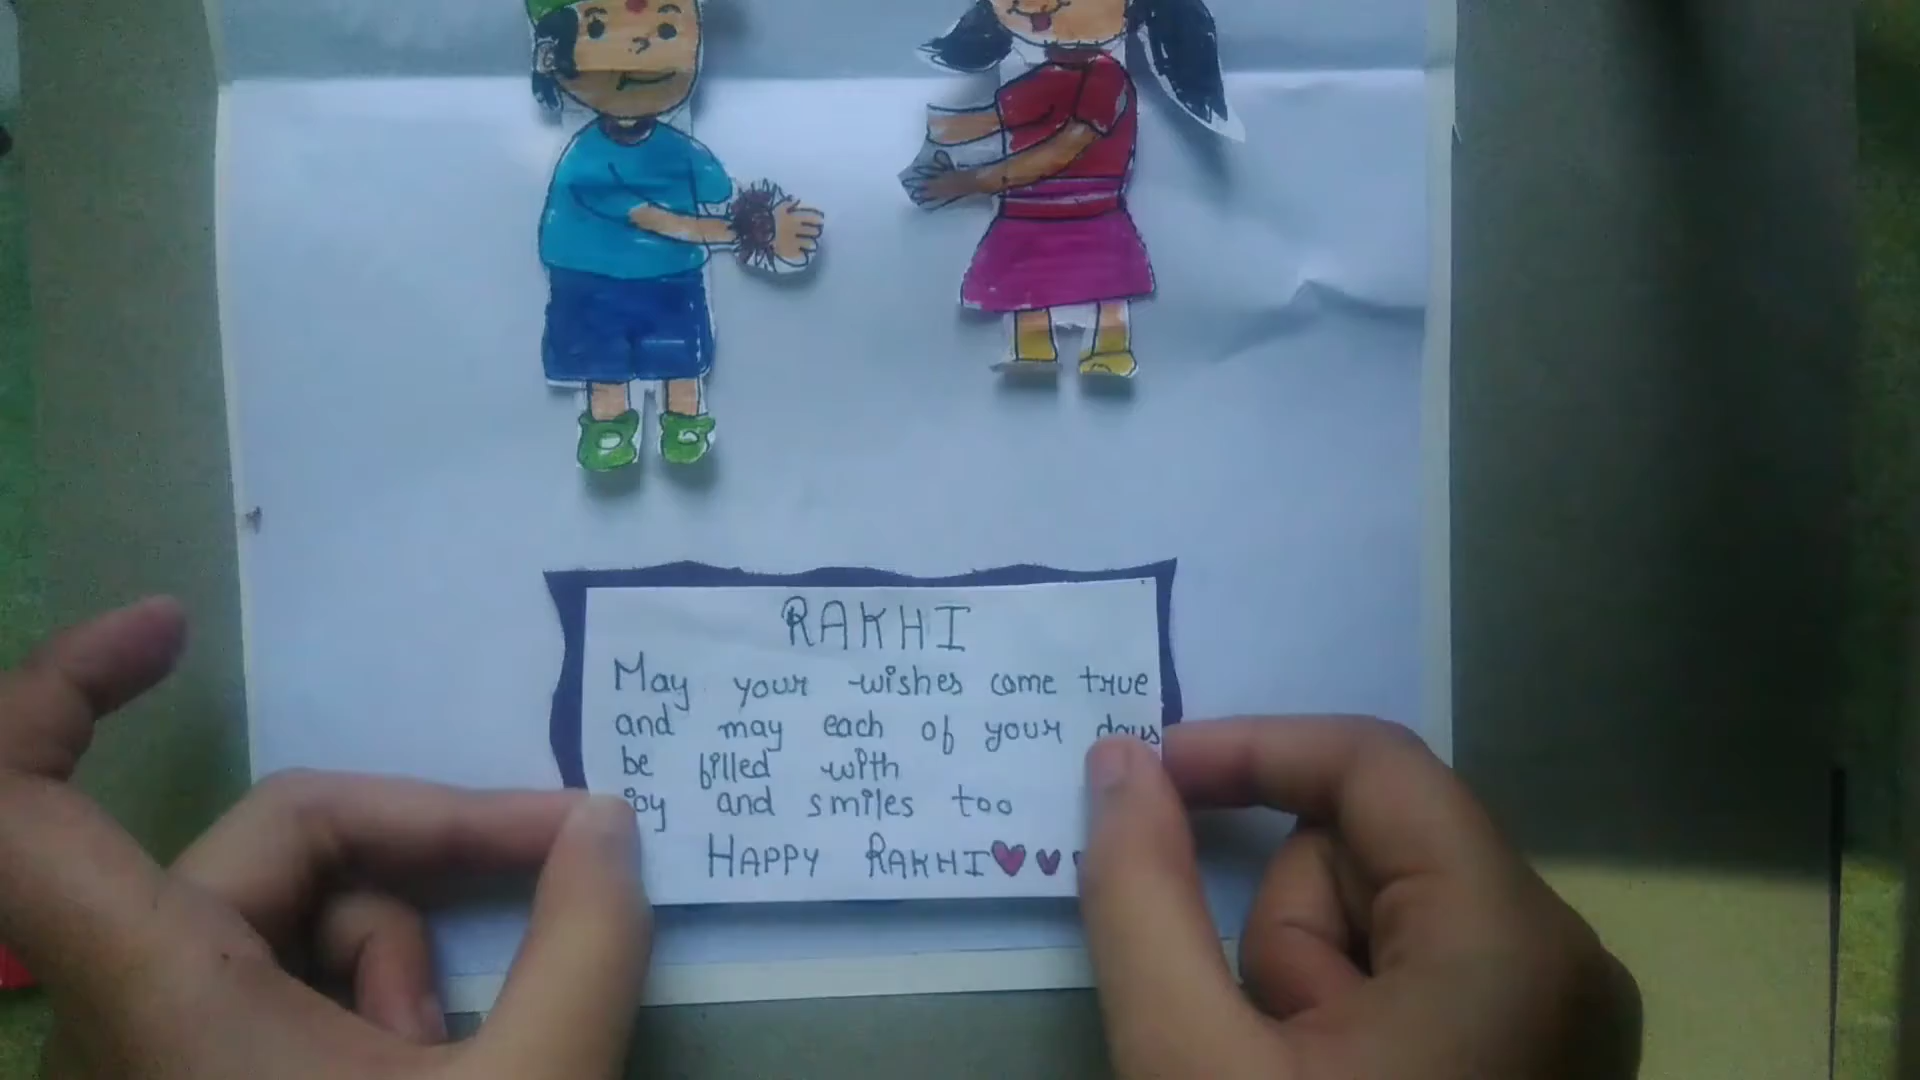 RAKHI
May your wishes come true
and may each of your days
be filled with
joy and smiles too
HAPPY RAKHI